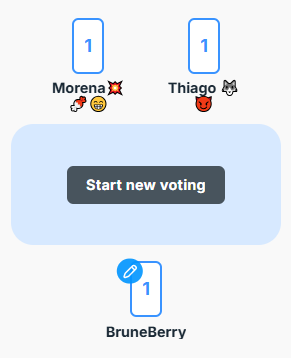 1 1
Morena💥 Thiago 🐺
🍖😁 😈
Start new voting
1
BruneBerry